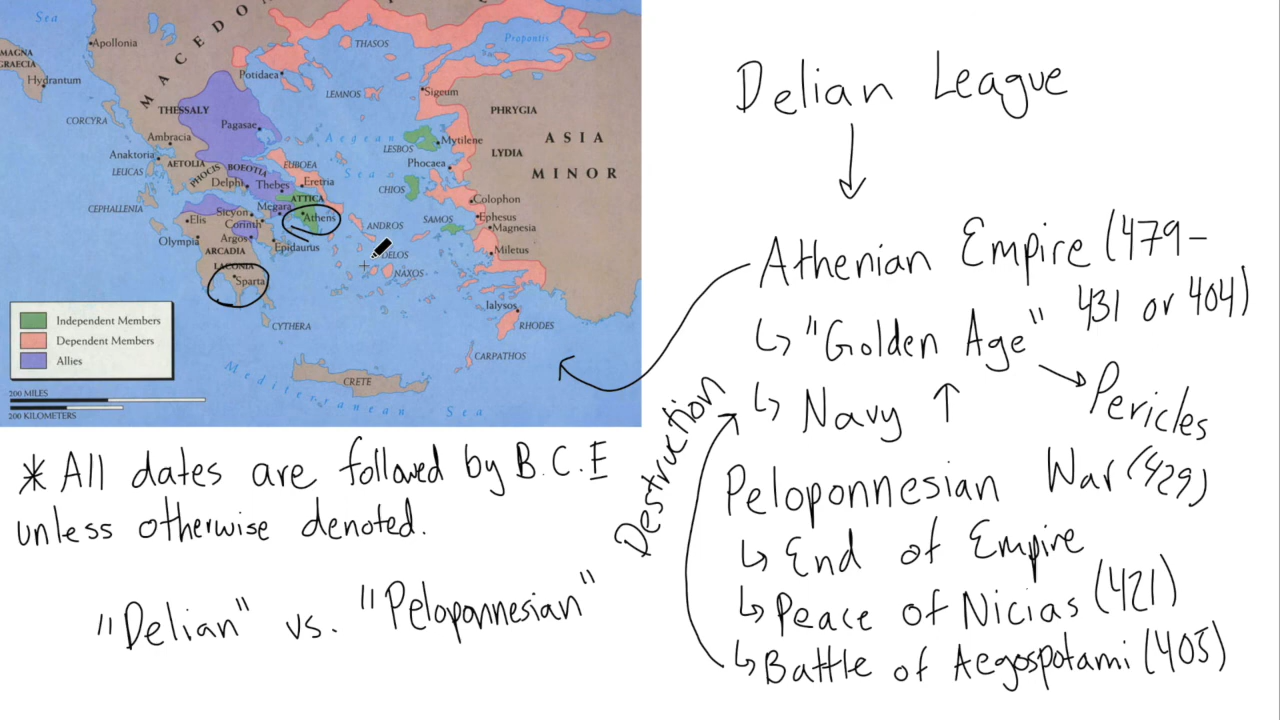 Sea
MAGNA
GRAECIA
Hydrantum
Apollonia
MACEDO
THASOS
Propontis
Potidaea
LEMNOS
Sigeum
PHRYGIA
THESSALY
CORCYRA
Pagasae
Aegean
Sea
ASIA
MINOR
Ambracia
LESBOS
Mytilene
LYDIA
Anaktoria
AETOLIA
PHOCIS
BOEOTIA
EUBOEA
Phocaea
LEUCAS
Delphi
Thebes
Eretria
CHIOS
ATTICA
Colophon
CEPHALLENIA
Elis
Sicyon
Megara
Athens
SAMOS
Ephesus
Corinth
ANDROS
Magnesia
Olympia
Argos
Epidaurus
ARCADIA
DELOS
Miletus
LACONIA
NAXOS
Sparta
Ialysos
CYTHERA
RHODES
CARPATHOS
CRETE
Mediterranean Sea
Independent Members
Dependent Members
Allies
200 MILES
200 KILOMETERS
* All dates are followed by B.C.E
unless otherwise denoted.
"Delian" vs. "Peloponnesian"
Delian League
Athenian Empire (479-
431 or 404)
"Golden Age"
Pericles
Navy ↑
Destruction
Peloponnesian War (429)
End of Empire
Peace of Nicias (421)
Battle of Aegospotami (405)